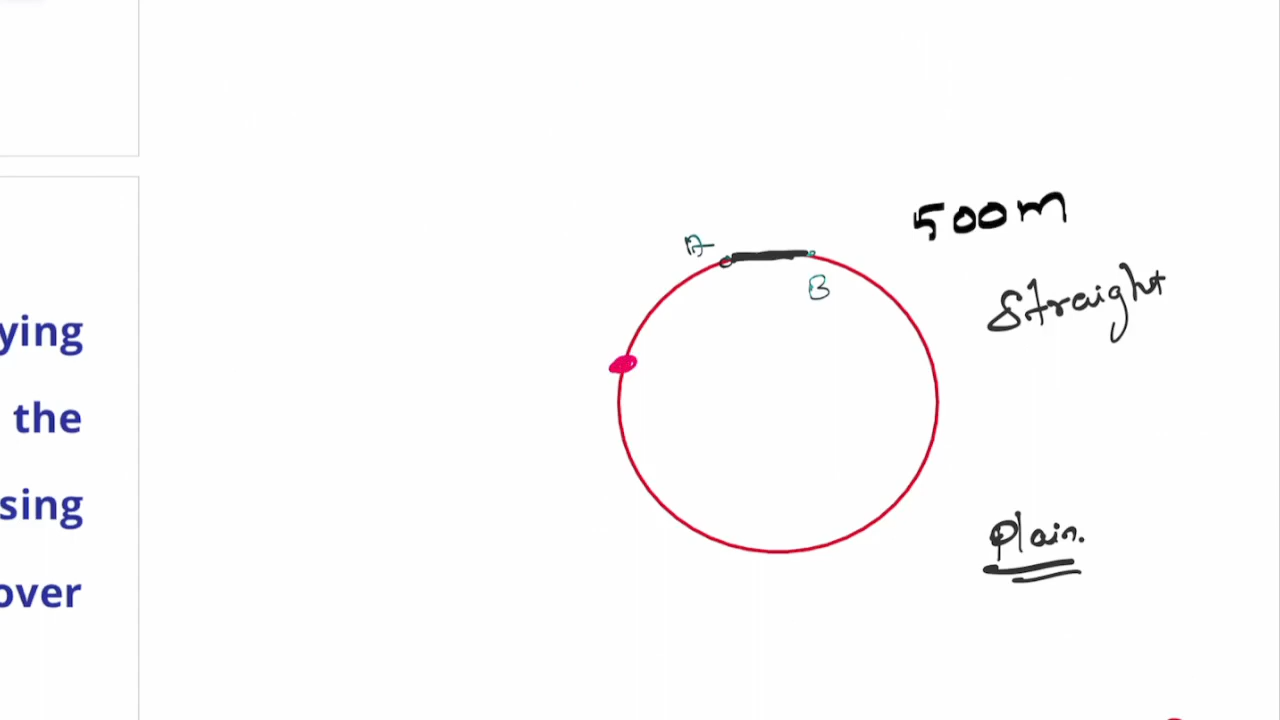 ying
the
sing
over
A
B
500m
Straight
Plain.